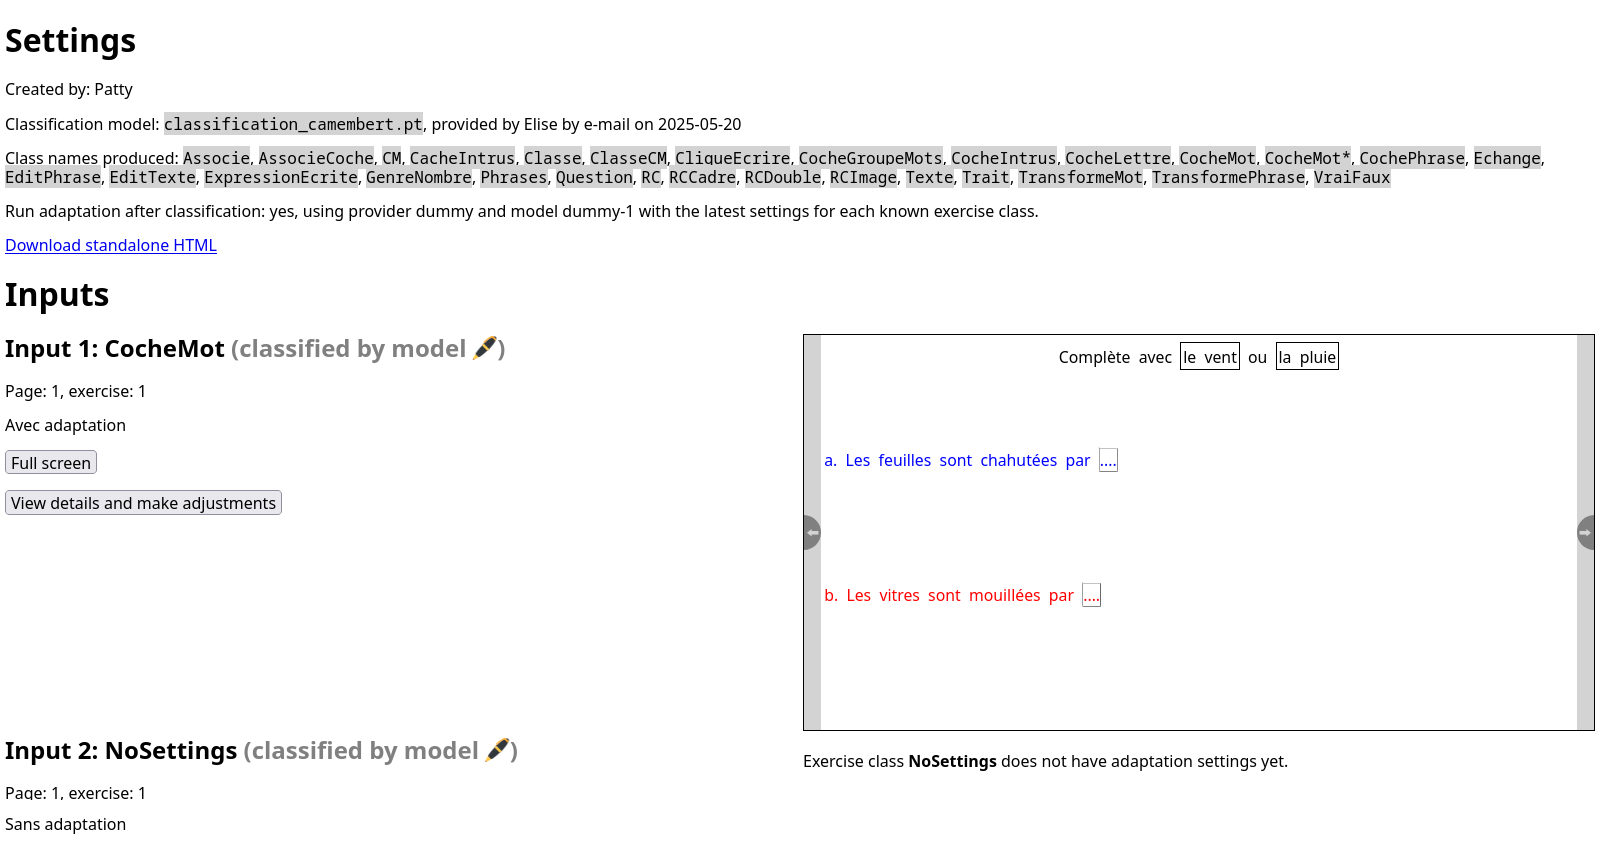 Settings
Created by: Patty
Classification model: classification_camembert.pt, provided by Elise by e-mail on 2025-05-20
Class names produced: Associe, AssocieCoche, CM, CacheIntrus, Classe, ClasseCM, CliqueEcrire, CocheGroupeMots, CocheIntrus, CocheLettre, CocheMot, CocheMot*, CochePhrase, Echange,
EditPhrase, EditTexte, ExpressionEcrite, GenreNombre, Phrases, Question, RC, RCCadre, RCDouble, RCImage, Texte, Trait, TransformeMot, TransformePhrase, VraiFaux
Run adaptation after classification: yes, using provider dummy and model dummy-1 with the latest settings for each known exercise class.
Download standalone HTML
Inputs
Input 1: CocheMot (classified by model 🖋️)
Page: 1, exercise: 1
Avec adaptation
Full screen
View details and make adjustments
Complète avec le vent ou la pluie
a. Les feuilles sont chahutées par ....
b. Les vitres sont mouillées par ....
Input 2: NoSettings (classified by model 🖋️)
Page: 1, exercise: 1
Sans adaptation
Exercise class NoSettings does not have adaptation settings yet.